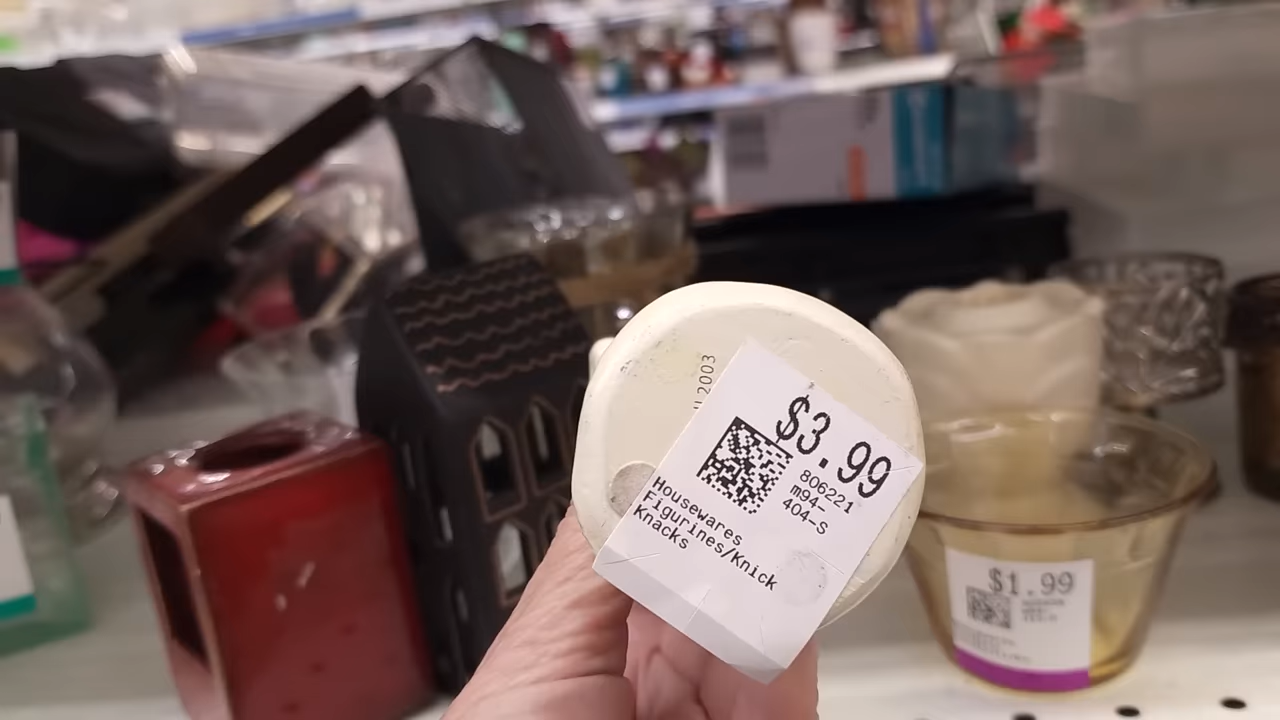 2003
$3.99
806221
m94-
404-S
Housewares
Figurines/Knick
Knacks
$1.99